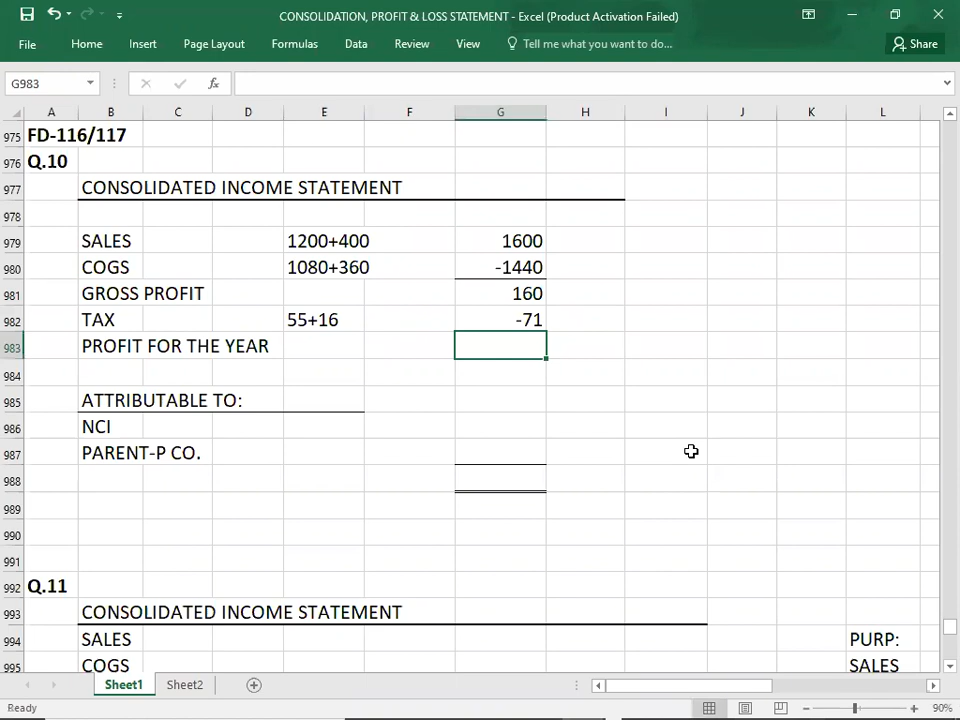 CONSOLIDATION, PROFIT & LOSS STATEMENT - Excel (Product Activation Failed)
File Home Insert Page Layout Formulas Data Review View Tell me what you want to do... Share
G983 fx
A B C D E F G H I J K L
975 FD-116/117
976 Q.10
977 CONSOLIDATED INCOME STATEMENT
978
979 SALES 1200+400 1600
980 COGS 1080+360 -1440
981 GROSS PROFIT 160
982 TAX 55+16 -71
983 PROFIT FOR THE YEAR
984
985 ATTRIBUTABLE TO:
986 NCI
987 PARENT-P CO.
988
989
990
991
992 Q.11
993 CONSOLIDATED INCOME STATEMENT
994 SALES PURP:
995 COGS SALES
Sheet1 Sheet2
Ready 90%